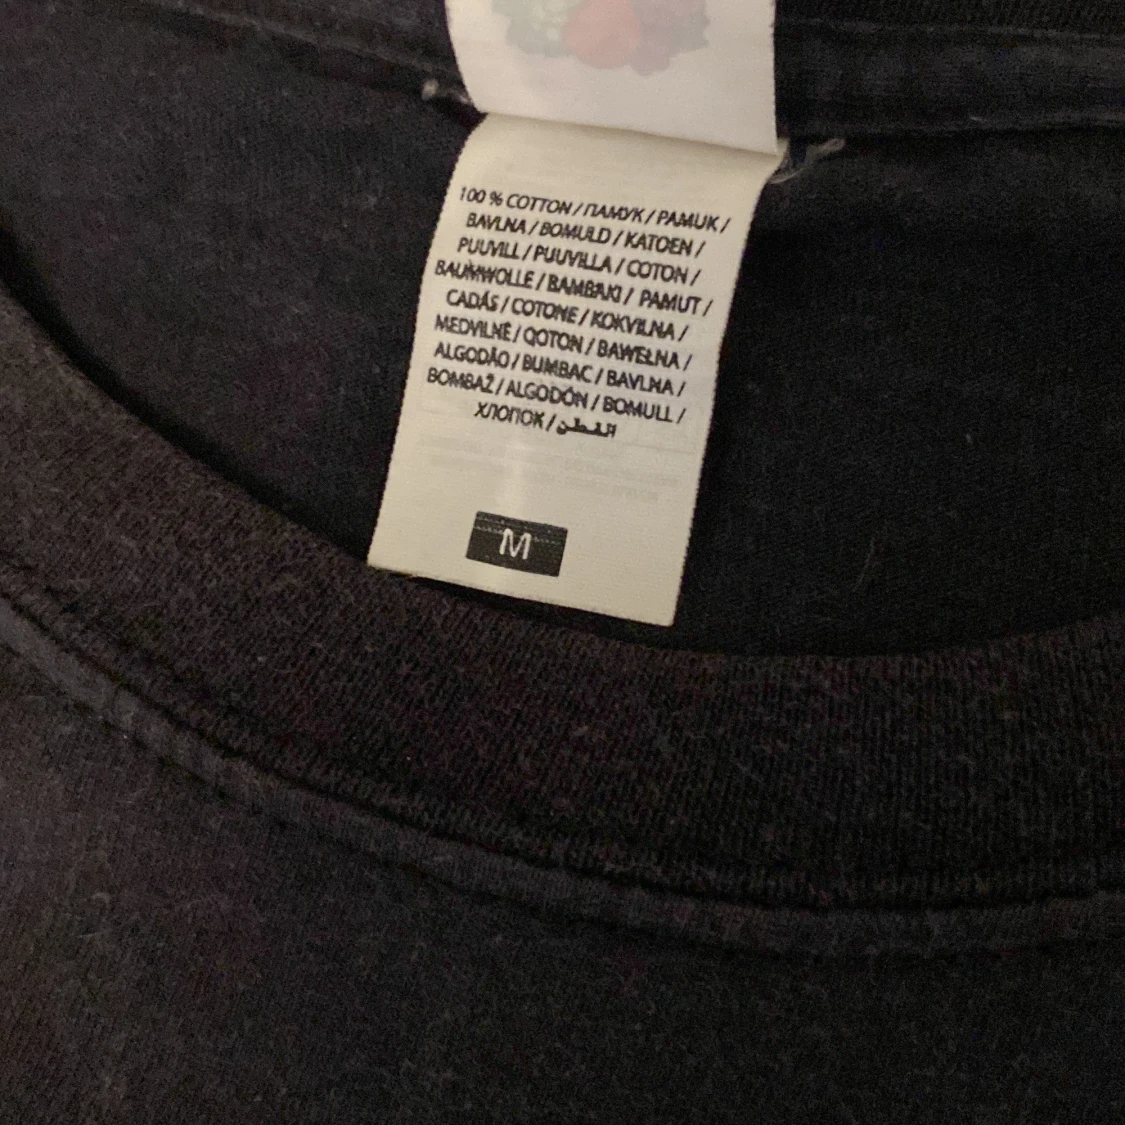 100 % COTTON / ПАМУК / PAMUK /
BAVLNA / BOMULD / KATOEN /
PUUVILL / PUUVILLA / COTON /
BAUMWOLLE / BAMBAKI / PAMUT /
CADÁS / COTONE / KOKVILNA /
MEDVILNĖ / QOTON / BAWEŁNA /
ALGODÃO / BUMBAC / BAVLNA /
BOMBAŽ / ALGODÓN / BOMULL /
ХЛОПОК / القطن
M